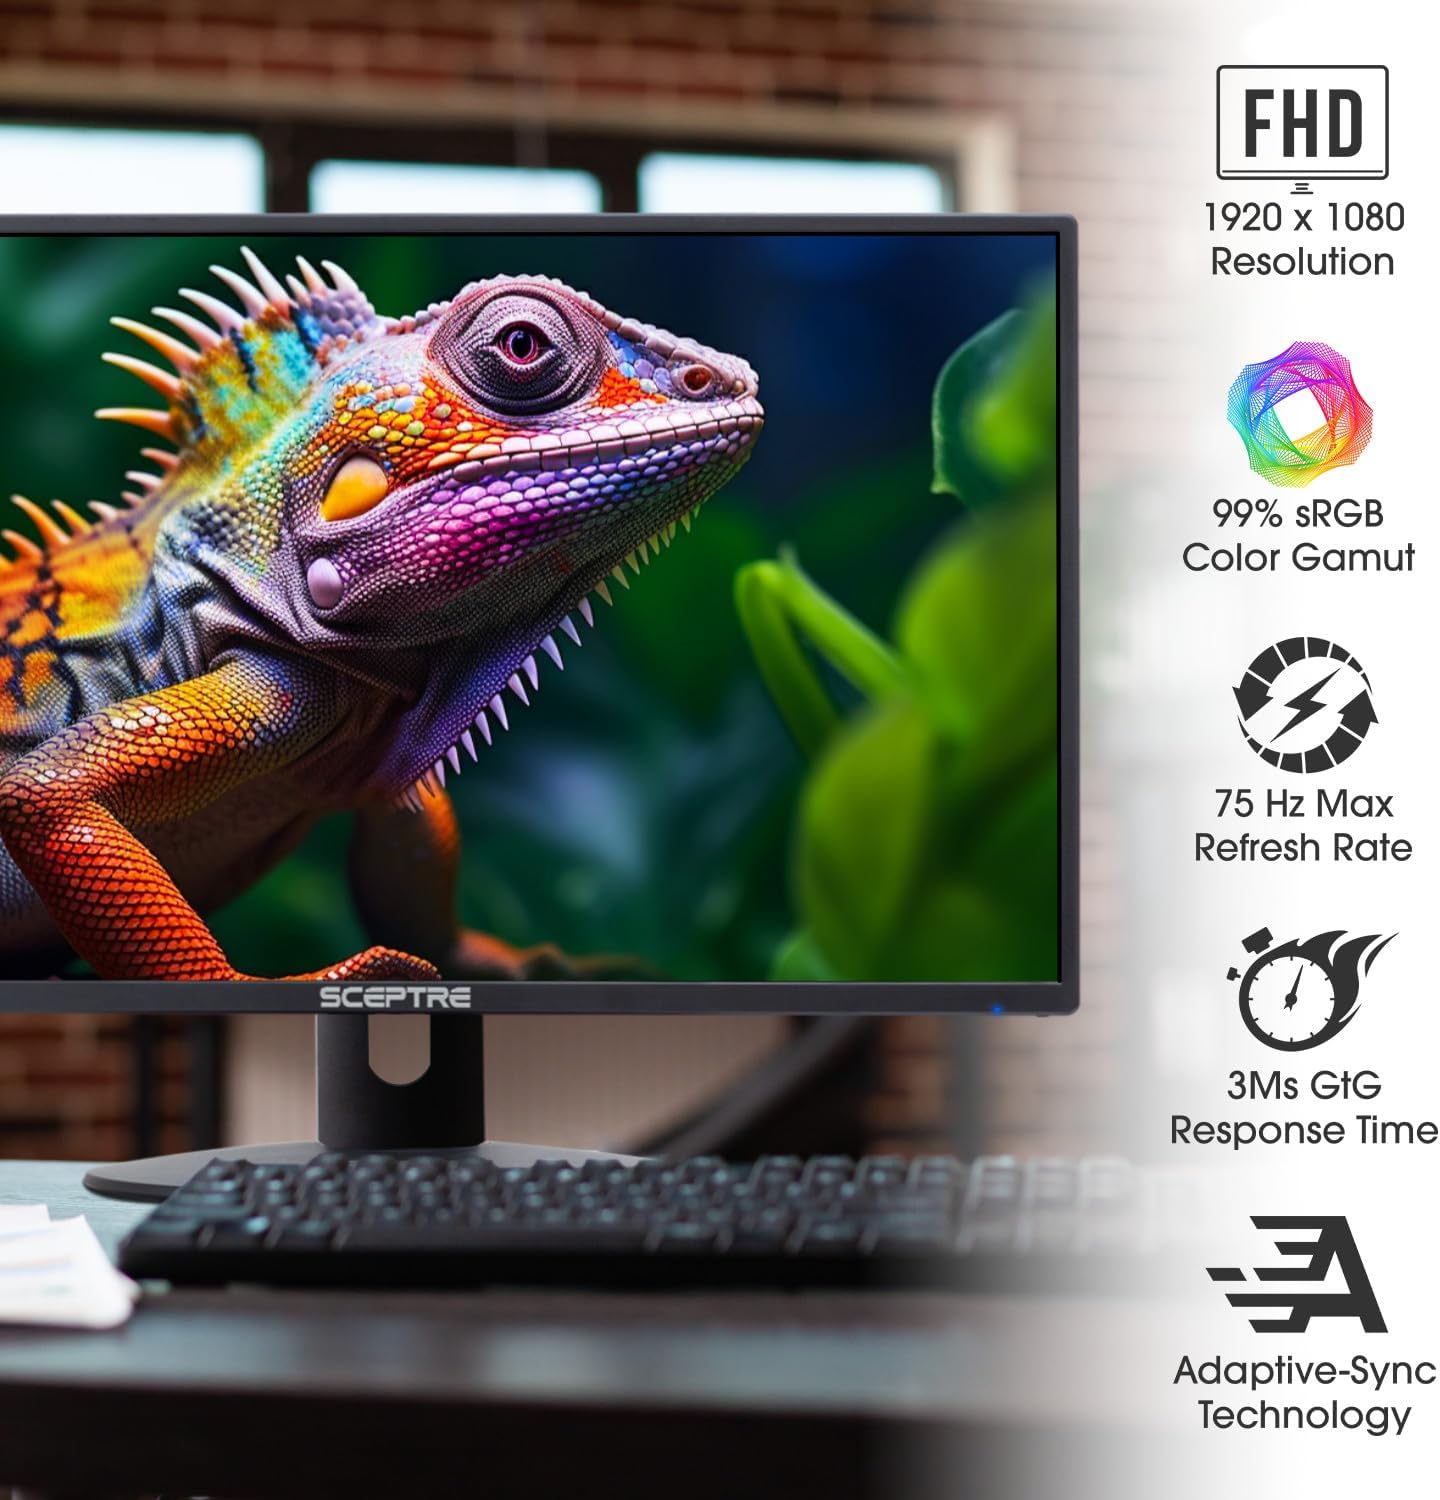 FHD
1920 x 1080
Resolution
99% sRGB
Color Gamut
75 Hz Max
Refresh Rate
3Ms GtG
Response Time
Adaptive-Sync
Technology
SCEPTRE